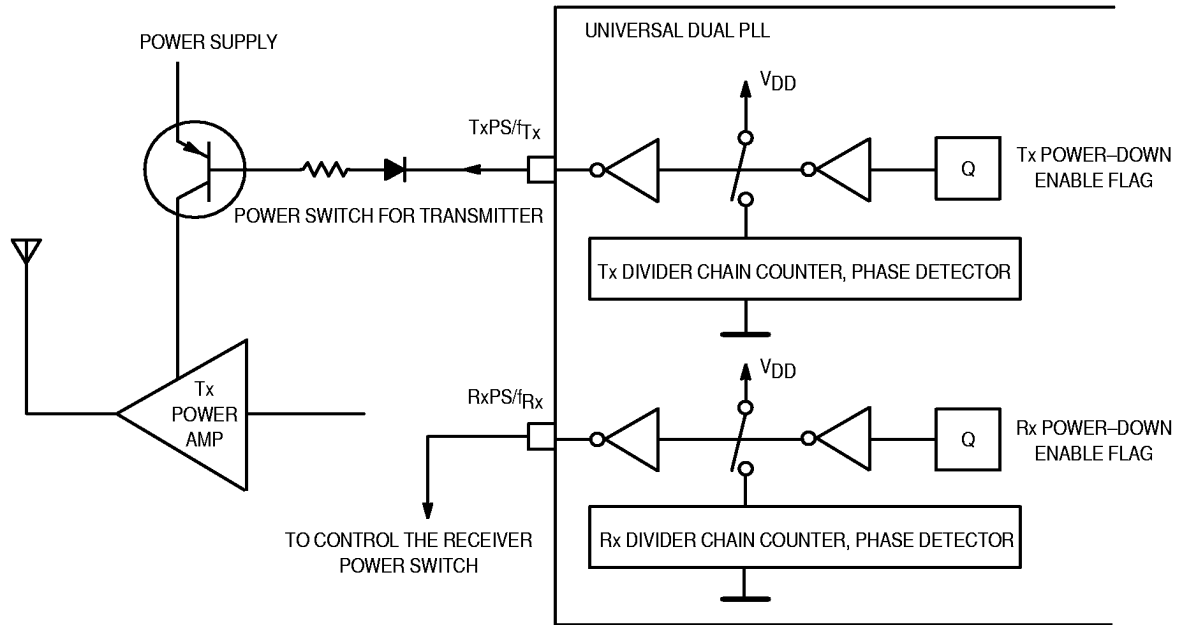 POWER SUPPLY
UNIVERSAL DUAL PLL
VDD
TxPS/fTx
Q
Tx POWER–DOWN
ENABLE FLAG
POWER SWITCH FOR TRANSMITTER
Tx DIVIDER CHAIN COUNTER, PHASE DETECTOR
Tx
POWER
AMP
VDD
RxPS/fRx
Q
Rx POWER–DOWN
ENABLE FLAG
TO CONTROL THE RECEIVER
POWER SWITCH
Rx DIVIDER CHAIN COUNTER, PHASE DETECTOR